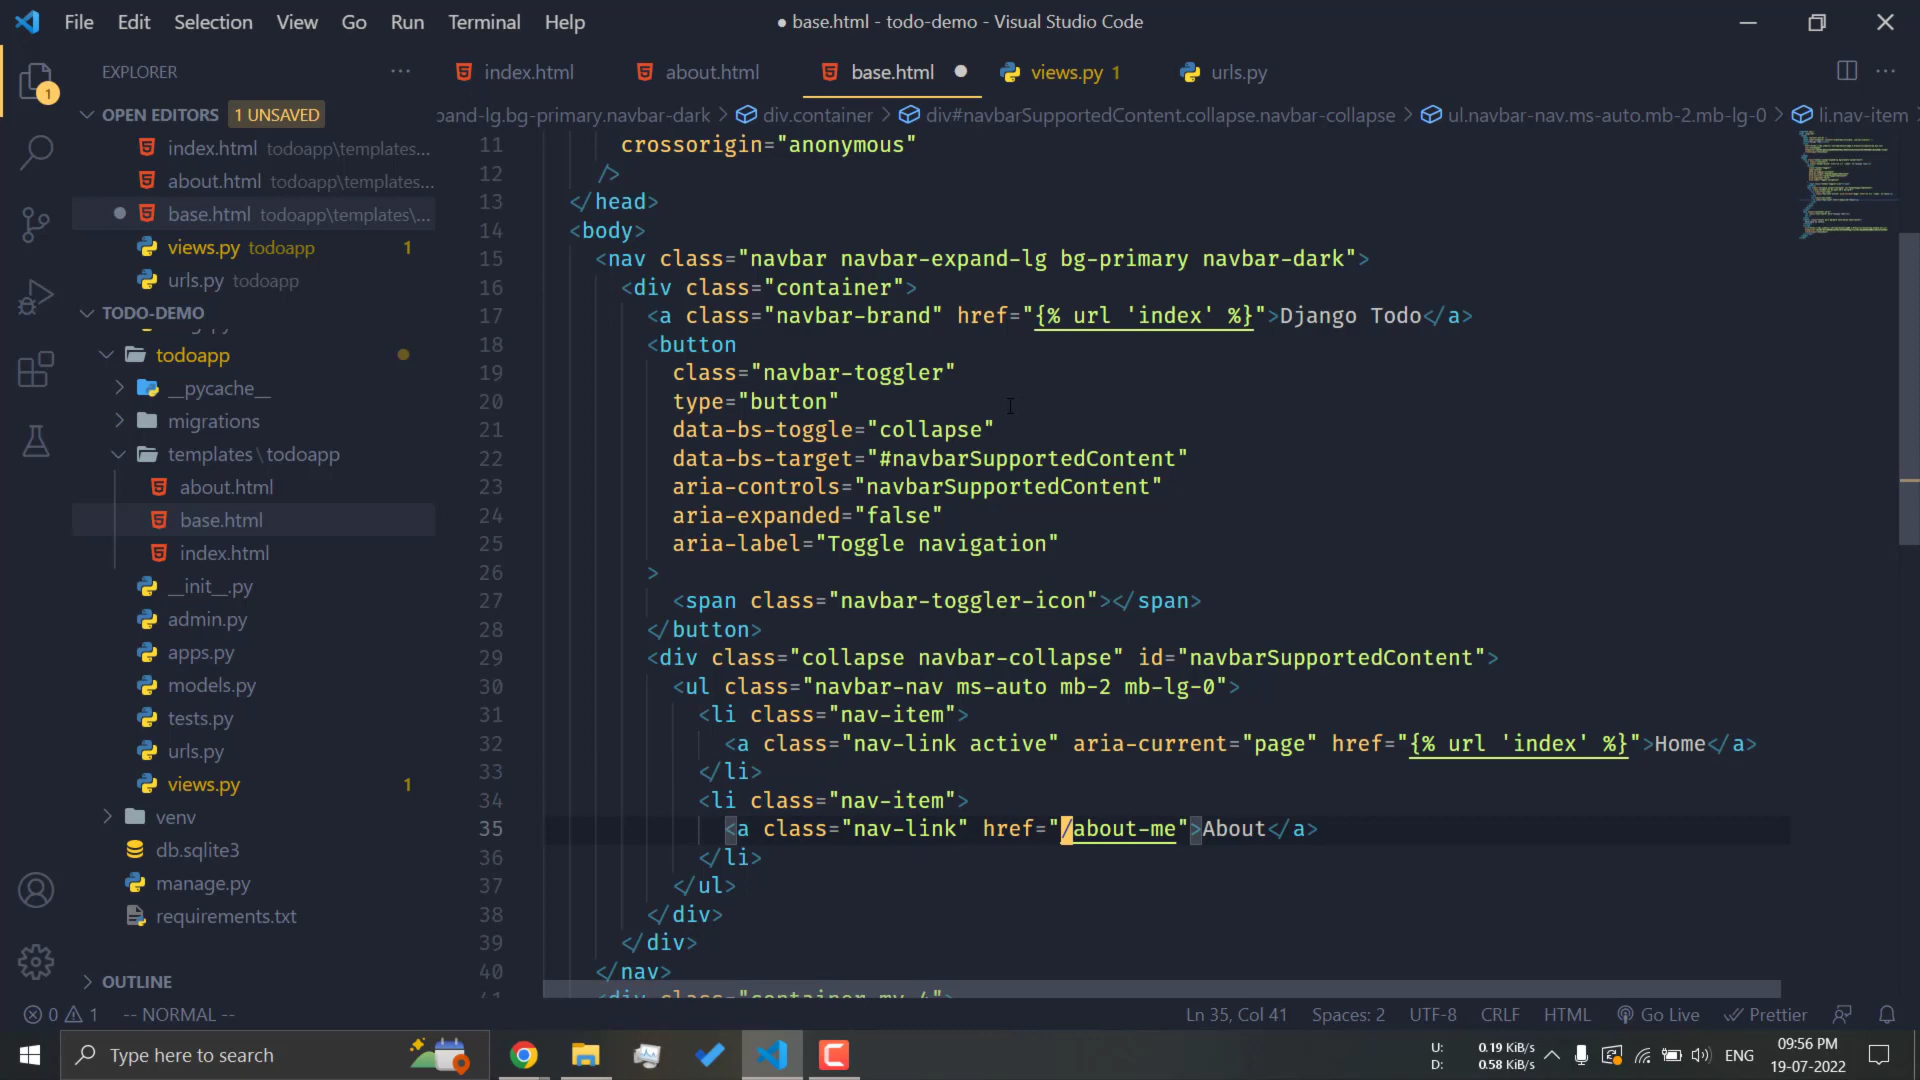 File Edit Selection View Go Run Terminal Help
● base.html - todo-demo - Visual Studio Code
EXPLORER
index.html about.html base.html views.py 1 urls.py
OPEN EDITORS 1 UNSAVED
pand-lg.bg-primary.navbar-dark > div.container > div#navbarSupportedContent.collapse.navbar-collapse > ul.navbar-nav.ms-auto.mb-2.mb-lg-0 > li.nav-item >
index.html todoapp\templates...
about.html todoapp\templates...
base.html todoapp\templates\...
views.py todoapp 1
urls.py todoapp
TODO-DEMO
todoapp
__pycache__
migrations
templates\todoapp
about.html
base.html
index.html
__init__.py
admin.py
apps.py
models.py
tests.py
urls.py
views.py 1
venv
db.sqlite3
manage.py
requirements.txt
OUTLINE
1
11 crossorigin="anonymous"
12 />
13 </head>
14 <body>
15 <nav class="navbar navbar-expand-lg bg-primary navbar-dark">
16 <div class="container">
17 <a class="navbar-brand" href="{% url 'index' %}">Django Todo</a>
18 <button
19 class="navbar-toggler"
20 type="button"
21 data-bs-toggle="collapse"
22 data-bs-target="#navbarSupportedContent"
23 aria-controls="navbarSupportedContent"
24 aria-expanded="false"
25 aria-label="Toggle navigation"
26 >
27 <span class="navbar-toggler-icon"></span>
28 </button>
29 <div class="collapse navbar-collapse" id="navbarSupportedContent">
30 <ul class="navbar-nav ms-auto mb-2 mb-lg-0">
31 <li class="nav-item">
32 <a class="nav-link active" aria-current="page" href="{% url 'index' %}">Home</a>
33 </li>
34 <li class="nav-item">
35 <a class="nav-link" href="/about-me">About</a>
36 </li>
37 </ul>
38 </div>
39 </div>
40 </nav>
41 <div class="container my-4">
0 1 -- NORMAL -- Ln 35, Col 41 Spaces: 2 UTF-8 CRLF HTML Go Live Prettier
Type here to search
U: 0.19 KiB/s
D: 0.58 KiB/s
ENG
09:56 PM
19-07-2022